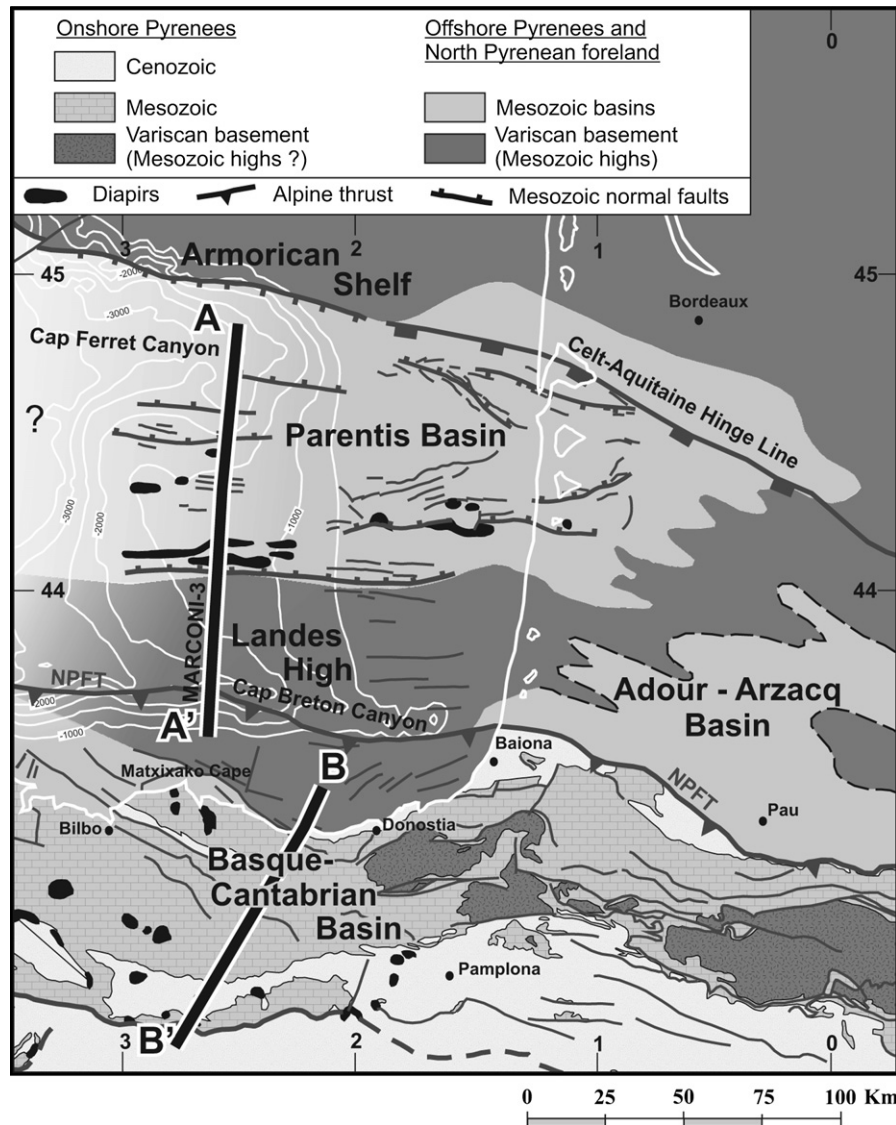 Onshore Pyrenees
Cenozoic
Mesozoic
Variscan basement
(Mesozoic highs ?)
Offshore Pyrenees and
North Pyrenean foreland
Mesozoic basins
Variscan basement
(Mesozoic highs)
Diapirs
Alpine thrust
Mesozoic normal faults
0
3
2
1
Armorican
Shelf
45
45
-2000
-3000
A
Bordeaux
Cap Ferret Canyon
Celt-Aquitaine Hinge Line
?
Parentis Basin
-3000
-2000
-1000
44
44
MARCONI-3
Landes
High
NPFT
Cap Breton Canyon
Adour - Arzacq
Basin
-2000
-1000
A'
Baiona
Matxixako Cape
B
NPFT
Pau
Bilbo
Donostia
Basque-
Cantabrian
Basin
Pamplona
B'
3
2
1
0
0 25 50 75 100 Km